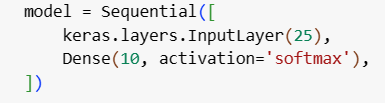 model = Sequential([
    keras.layers.InputLayer(25),
    Dense(10, activation='softmax'),
])